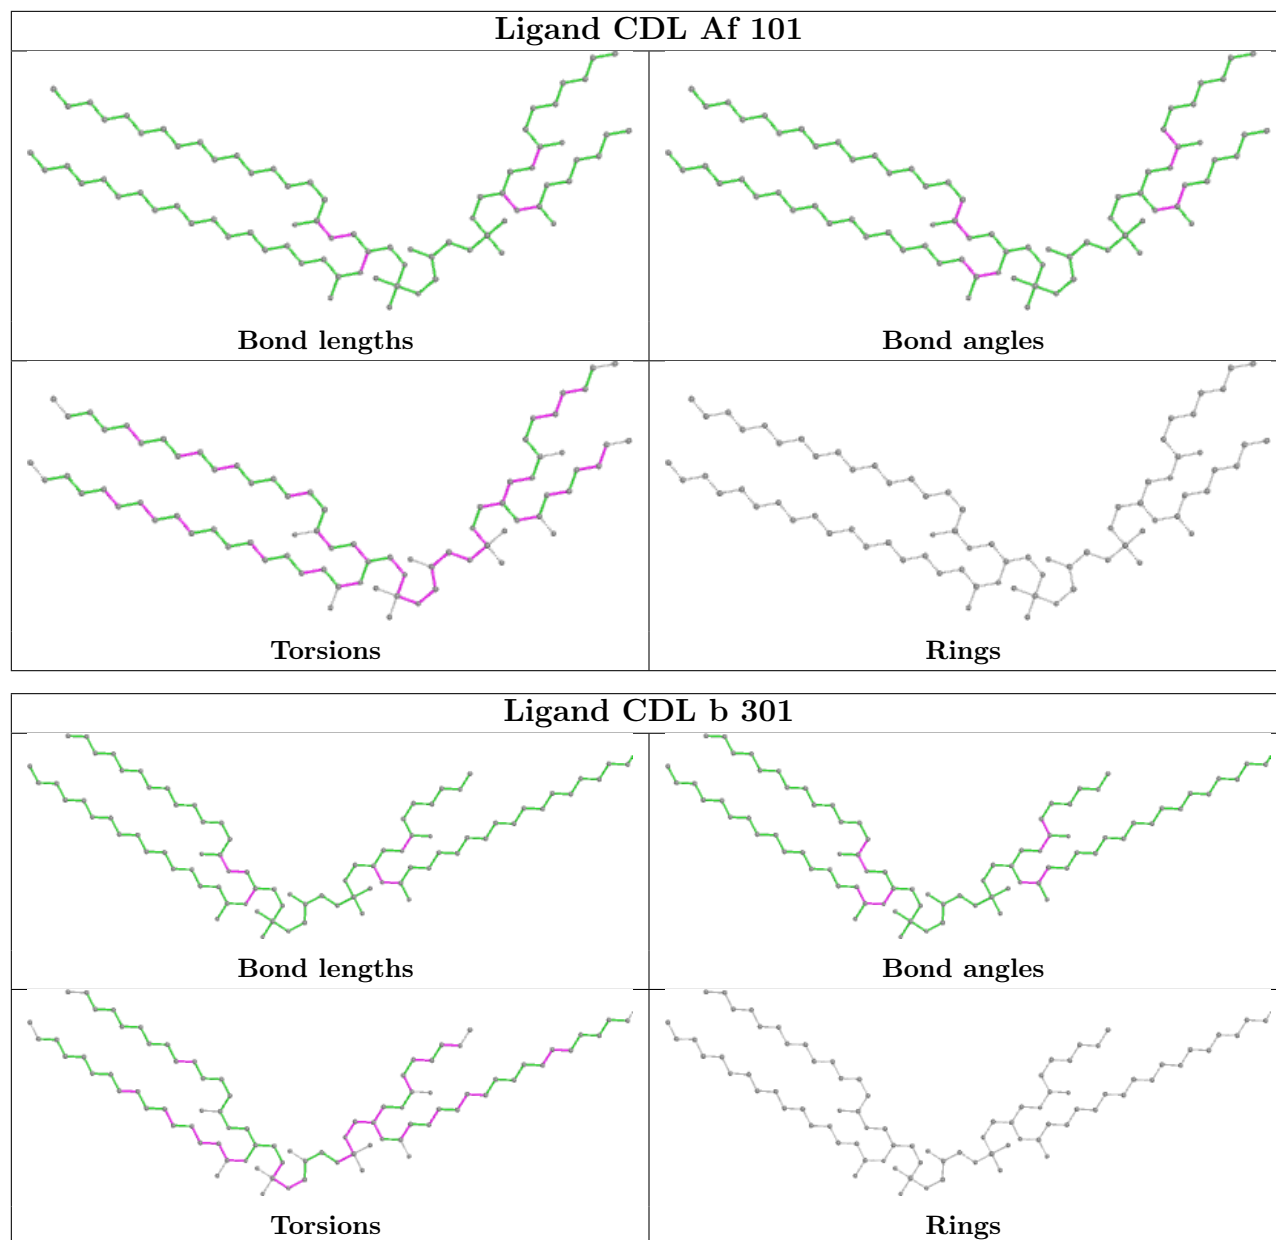 Ligand CDL Af 101
Bond lengths
Bond angles
Torsions
Rings
Ligand CDL b 301
Bond lengths
Bond angles
Torsions
Rings